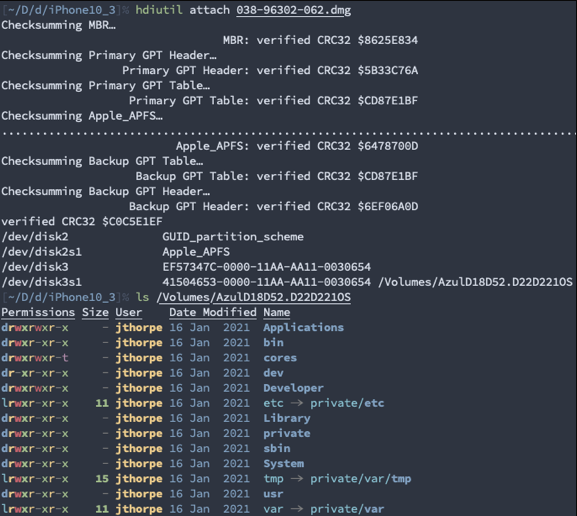 [~/D/d/iPhone10_3]% hdiutil attach 038-96302-062.dmg
Checksumming MBR…
MBR: verified CRC32 $8625E834
Checksumming Primary GPT Header…
Primary GPT Header: verified CRC32 $5B33C76A
Checksumming Primary GPT Table…
Primary GPT Table: verified CRC32 $CD87E1BF
Checksumming Apple_APFS…
................................................................................
Apple_APFS: verified CRC32 $6478700D
Checksumming Backup GPT Table…
Backup GPT Table: verified CRC32 $CD87E1BF
Checksumming Backup GPT Header…
Backup GPT Header: verified CRC32 $6EF06A0D
verified CRC32 $C0C5E1EF
/dev/disk2 GUID_partition_scheme
/dev/disk2s1 Apple_APFS
/dev/disk3 EF57347C-0000-11AA-AA11-0030654
/dev/disk3s1 41504653-0000-11AA-AA11-0030654 /Volumes/AzulD18D52.D22D221OS
[~/D/d/iPhone10_3]% ls /Volumes/AzulD18D52.D22D221OS
Permissions Size User Date Modified Name
drwxrwxr-x - jthorpe 16 Jan 2021 Applications
drwxr-xr-x - jthorpe 16 Jan 2021 bin
drwxrwxr-t - jthorpe 16 Jan 2021 cores
dr-xr-xr-x - jthorpe 16 Jan 2021 dev
drwxrwxr-x - jthorpe 16 Jan 2021 Developer
lrwxr-xr-x 11 jthorpe 16 Jan 2021 etc → private/etc
drwxr-xr-x - jthorpe 16 Jan 2021 Library
drwxr-xr-x - jthorpe 16 Jan 2021 private
drwxr-xr-x - jthorpe 16 Jan 2021 sbin
drwxr-xr-x - jthorpe 16 Jan 2021 System
lrwxr-xr-x 15 jthorpe 16 Jan 2021 tmp → private/var/tmp
drwxr-xr-x - jthorpe 16 Jan 2021 usr
lrwxr-xr-x 11 jthorpe 16 Jan 2021 var → private/var